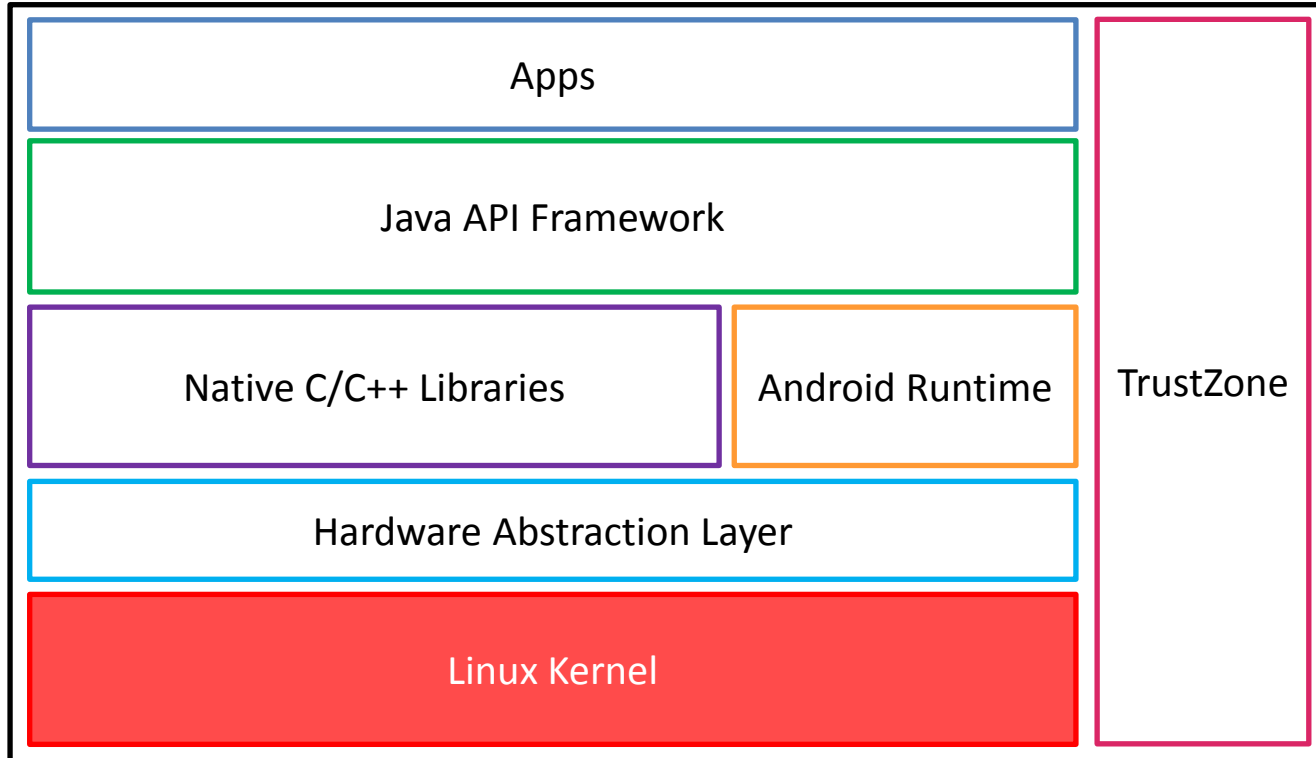 Apps
Java API Framework
Native C/C++ Libraries
Android Runtime
TrustZone
Hardware Abstraction Layer
Linux Kernel